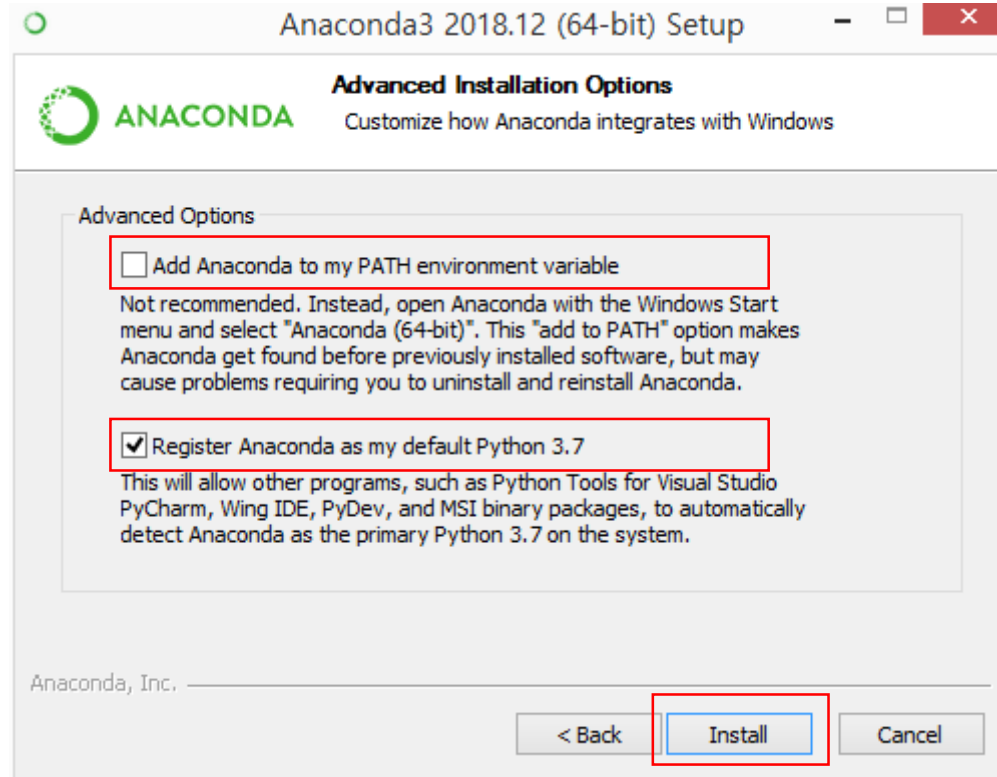 Anaconda3 2018.12 (64-bit) Setup
ANACONDA
Advanced Installation Options
Customize how Anaconda integrates with Windows
Advanced Options
Add Anaconda to my PATH environment variable
Not recommended. Instead, open Anaconda with the Windows Start
menu and select "Anaconda (64-bit)". This "add to PATH" option makes
Anaconda get found before previously installed software, but may
cause problems requiring you to uninstall and reinstall Anaconda.
Register Anaconda as my default Python 3.7
This will allow other programs, such as Python Tools for Visual Studio
PyCharm, Wing IDE, PyDev, and MSI binary packages, to automatically
detect Anaconda as the primary Python 3.7 on the system.
Anaconda, Inc.
< Back
Install
Cancel